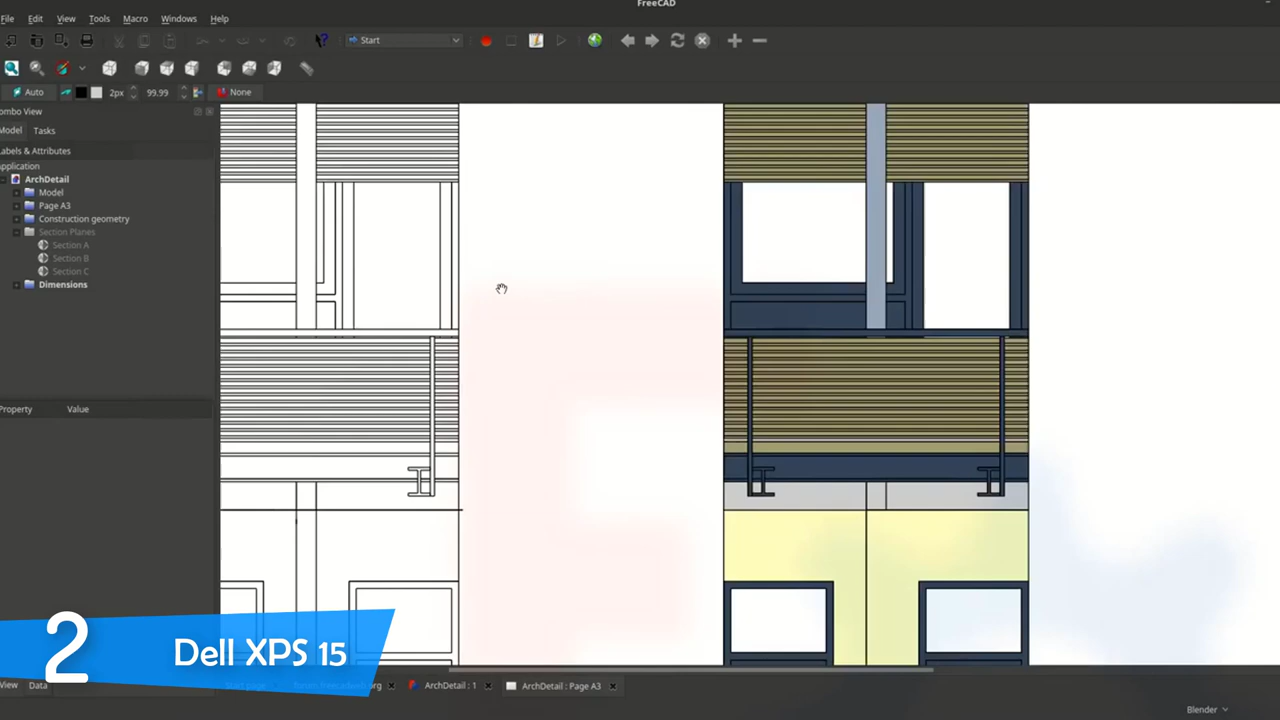 FreeCAD
File Edit View Tools Macro Windows Help
Start
Auto 2px 99.99 None
ombo View
Model Tasks
Labels & Attributes
pplication
ArchDetail
Model
Page A3
Construction geometry
Section Planes
Section A
Section B
Section C
Dimensions
Property Value
2 Dell XPS 15
View Data ArchDetail : 1 ArchDetail : Page A3
Blender